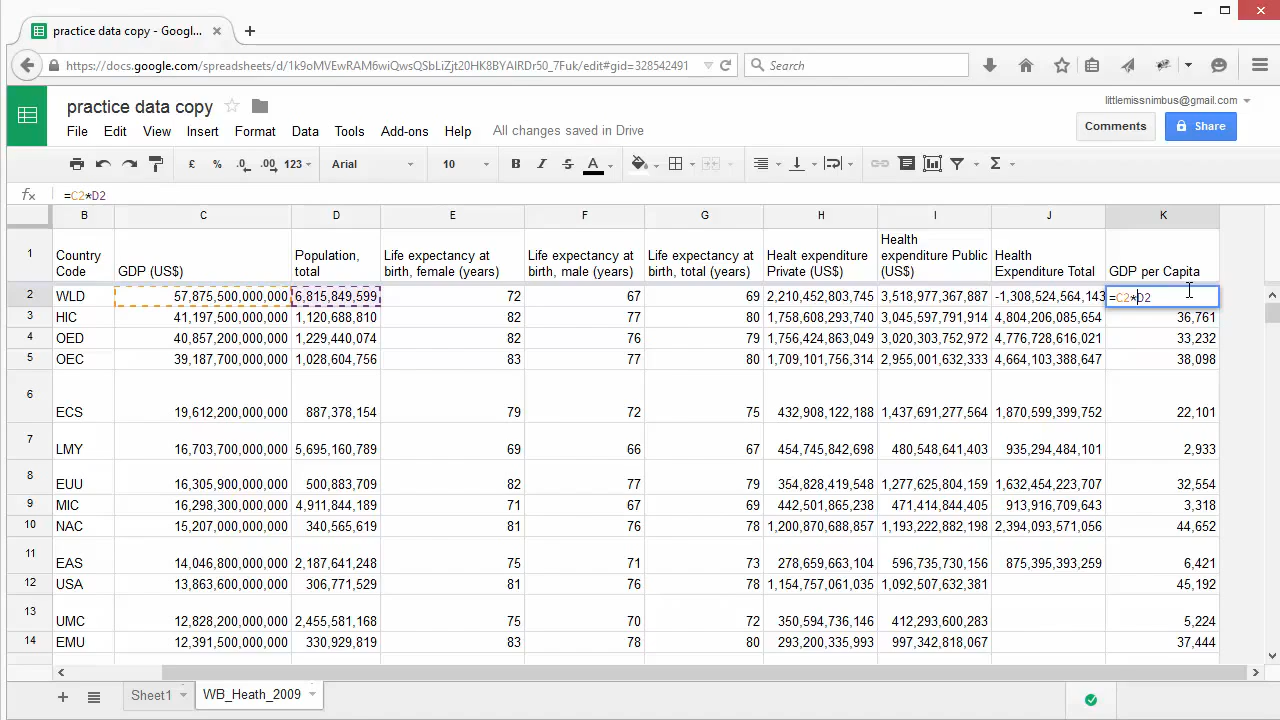 practice data copy - Googl...
https://docs.google.com/spreadsheets/d/1k9oMVEwRAM6wiQwsQSbLiZjt20HK8BYAIRDr50_7Fuk/edit#gid=328542491
Search
practice data copy
littlemissnimbus@gmail.com
File Edit View Insert Format Data Tools Add-ons Help All changes saved in Drive
Comments Share
£ % .0 .00 123 Arial 10 B I S A Σ
fx =C2*D2
B C D E F G H I J K
1 Country Code GDP (US$) Population, total Life expectancy at birth, female (years) Life expectancy at birth, male (years) Life expectancy at birth, total (years) Healt expenditure Private (US$) Health expenditure Public (US$) Health Expenditure Total GDP per Capita
2 WLD 57,875,500,000,000 6,815,849,599 72 67 69 2,210,452,803,745 3,518,977,367,887 -1,308,524,564,143 =C2*D2
3 HIC 41,197,500,000,000 1,120,688,810 82 77 80 1,758,608,293,740 3,045,597,791,914 4,804,206,085,654 36,761
4 OED 40,857,200,000,000 1,229,440,074 82 76 79 1,756,424,863,049 3,020,303,752,972 4,776,728,616,021 33,232
5 OEC 39,187,700,000,000 1,028,604,756 83 77 80 1,709,101,756,314 2,955,001,632,333 4,664,103,388,647 38,098
6 ECS 19,612,200,000,000 887,378,154 79 72 75 432,908,122,188 1,437,691,277,564 1,870,599,399,752 22,101
7 LMY 16,703,700,000,000 5,695,160,789 69 66 67 454,745,842,698 480,548,641,403 935,294,484,101 2,933
8 EUU 16,305,900,000,000 500,883,709 82 77 79 354,828,419,548 1,277,625,804,159 1,632,454,223,707 32,554
9 MIC 16,298,300,000,000 4,911,844,189 71 67 69 442,501,865,238 471,414,844,405 913,916,709,643 3,318
10 NAC 15,207,000,000,000 340,565,619 81 76 78 1,200,870,688,857 1,193,222,882,198 2,394,093,571,056 44,652
11 EAS 14,046,800,000,000 2,187,641,248 75 71 73 278,659,663,104 596,735,730,156 875,395,393,259 6,421
12 USA 13,863,600,000,000 306,771,529 81 76 78 1,154,757,061,035 1,092,507,632,381 45,192
13 UMC 12,828,200,000,000 2,455,581,168 75 70 72 350,594,736,146 412,293,600,283 5,224
14 EMU 12,391,500,000,000 330,929,819 83 78 80 293,200,335,993 997,342,818,067 37,444
Sheet1 WB_Heath_2009